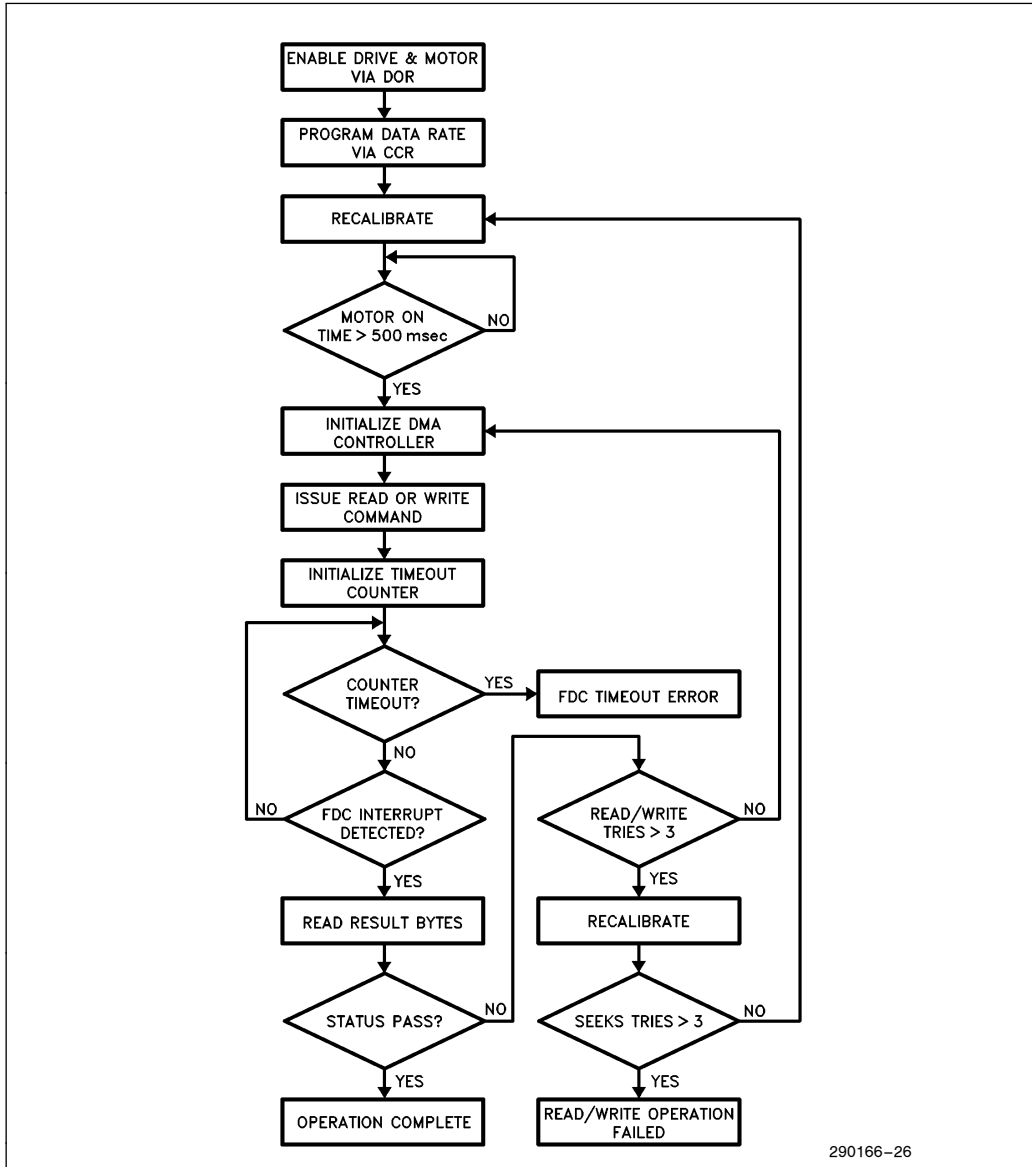 ENABLE DRIVE & MOTOR
VIA DOR
PROGRAM DATA RATE
VIA CCR
RECALIBRATE
MOTOR ON
TIME > 500 msec
NO
YES
INITIALIZE DMA
CONTROLLER
ISSUE READ OR WRITE
COMMAND
INITIALIZE TIMEOUT
COUNTER
COUNTER
TIMEOUT?
YES
FDC TIMEOUT ERROR
NO
FDC INTERRUPT
DETECTED?
NO
YES
READ RESULT BYTES
STATUS PASS?
NO
YES
OPERATION COMPLETE
READ/WRITE
TRIES > 3
NO
YES
RECALIBRATE
SEEKS TRIES > 3
NO
YES
READ/WRITE OPERATION
FAILED
290166-26